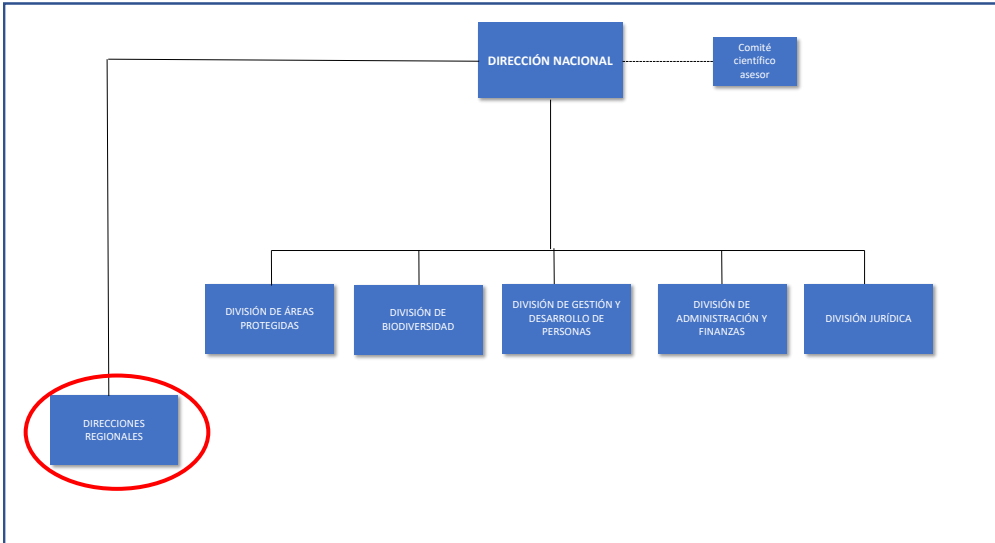 DIRECCIÓN NACIONAL
Comité
científico
asesor
DIVISIÓN DE ÁREAS
PROTEGIDAS
DIVISIÓN DE
BIODIVERSIDAD
DIVISIÓN DE GESTIÓN Y
DESARROLLO DE
PERSONAS
DIVISIÓN DE
ADMINISTRACIÓN Y
FINANZAS
DIVISIÓN JURÍDICA
DIRECCIONES
REGIONALES